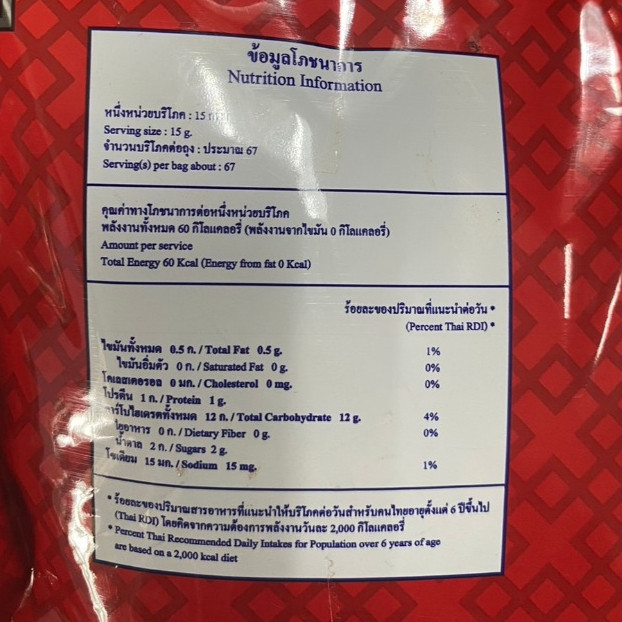 ข้อมูลโภชนาการ
Nutrition Information
หนึ่งหน่วยบริโภค : 15
Serving size : 15 g.
จำนวนบริโภคต่อถุง : ประมาณ 67
Serving(s) per bag about : 67
คุณค่าทางโภชนาการต่อหนึ่งหน่วยบริโภค
พลังงานทั้งหมด 60 กิโลแคลอรี่ (พลังงานจากไขมัน 0 กิโลแคลอรี่)
Amount per service
Total Energy 60 Kcal (Energy from fat 0 Kcal)
ร้อยละของปริมาณที่แนะนำต่อวัน *
(Percent Thai RDI) *
ไขมันทั้งหมด 0.5 ก. / Total Fat 0.5 g. 1%
ไขมันอิ่มตัว 0 ก. / Saturated Fat 0 g. 0%
โคเลสเตอรอล 0 มก. / Cholesterol 0 mg. 0%
โปรตีน 1 ก. / Protein 1 g.
คาร์โบไฮเดรตทั้งหมด 12 ก. / Total Carbohydrate 12 g. 4%
ใยอาหาร 0 ก. / Dietary Fiber 0 g. 0%
น้ำตาล 2 ก. / Sugars 2 g.
โซเดียม 15 มก. / Sodium 15 mg. 1%
* ร้อยละของปริมาณสารอาหารที่แนะนำให้บริโภคต่อวันสำหรับคนไทยอายุตั้งแต่ 6 ปีขึ้นไป
(Thai RDI) โดยคิดจากความต้องการพลังงานวันละ 2,000 กิโลแคลอรี่
* Percent Thai Recommended Daily Intakes for Population over 6 years of age
are based on a 2,000 kcal diet